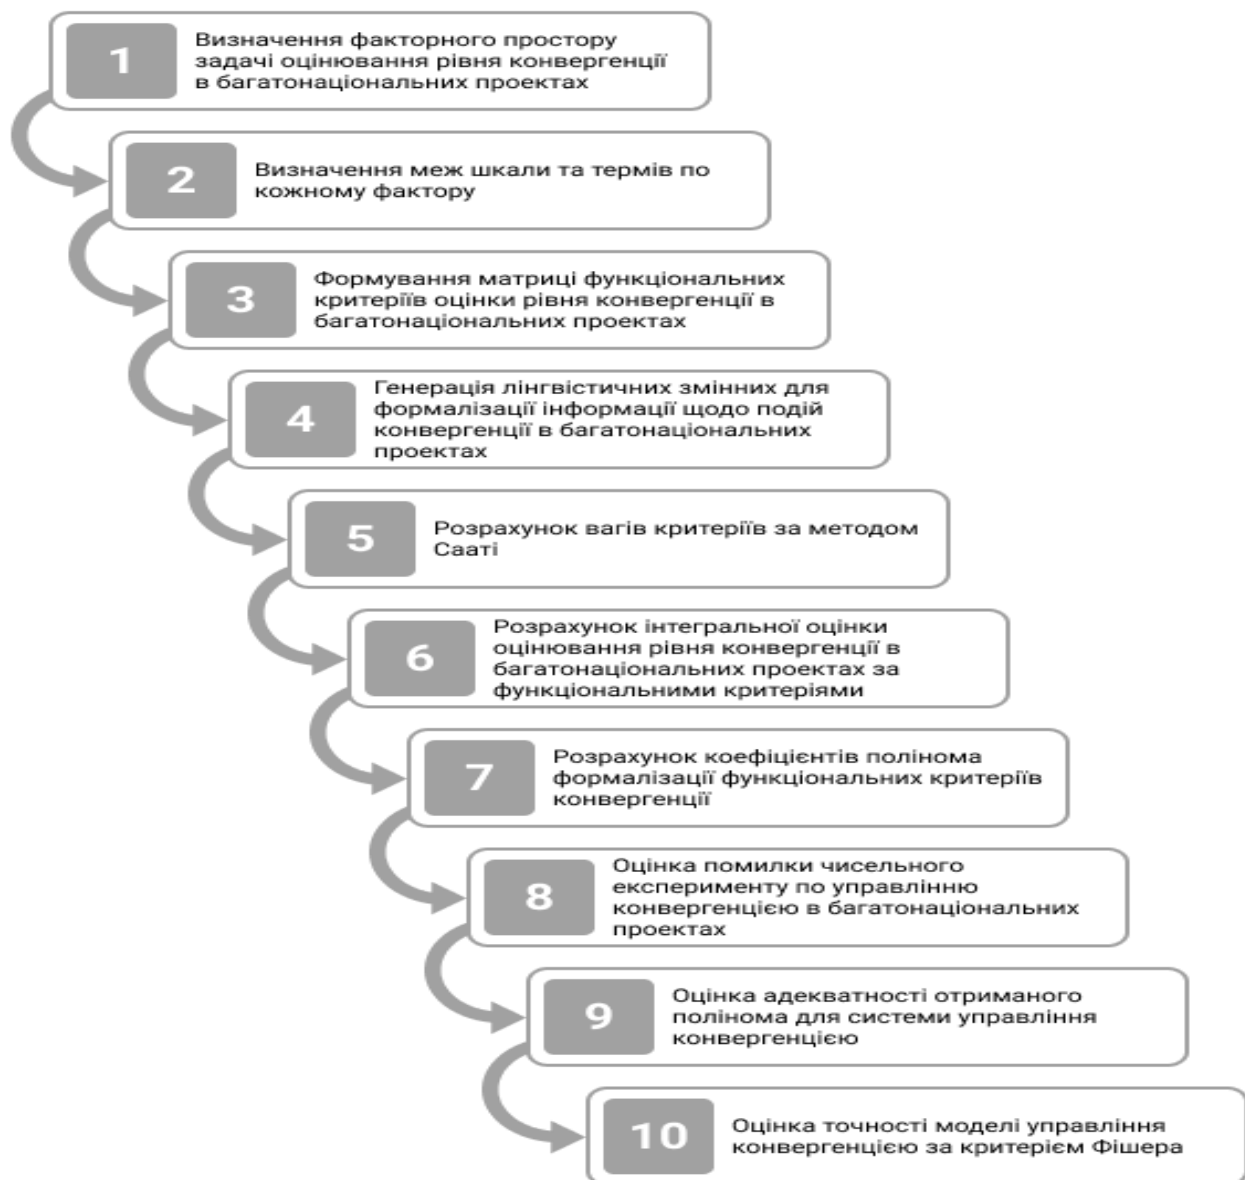 1
Визначення факторного простору
задачі оцінювання рівня конвергенції
в багатонаціональних проектах
2
Визначення меж шкали та термів по
кожному фактору
3
Формування матриці функціональних
критеріїв оцінки рівня конвергенції в
багатонаціональних проектах
4
Генерація лінгвістичних змінних для
формалізації інформації щодо подій
конвергенції в багатонаціональних
проектах
5
Розрахунок вагів критеріїв за методом
Сааті
6
Розрахунок інтегральної оцінки
оцінювання рівня конвергенції в
багатонаціональних проектах за
функціональними критеріями
7
Розрахунок коефіцієнтів полінома
формалізації функціональних критеріїв
конвергенції
8
Оцінка помилки чисельного
експерименту по управлінню
конвергенцією в багатонаціональних
проектах
9
Оцінка адекватності отриманого
полінома для системи управління
конвергенцією
10
Оцінка точності моделі управління
конвергенцією за критерієм Фішера